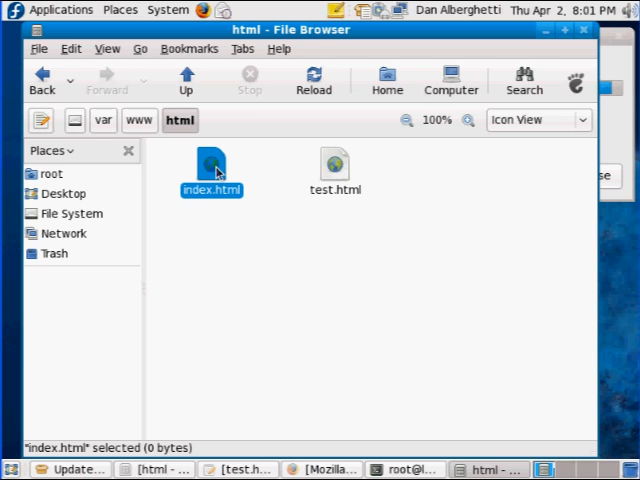 Applications Places System Dan Alberghetti Thu Apr 2, 8:01 PM
html - File Browser
File Edit View Go Bookmarks Tabs Help
Back Forward Up Stop Reload Home Computer Search
var www html 100% Icon View
Places
root
Desktop
File System
Network
Trash
index.html test.html
se
"index.html" selected (0 bytes)
Update... [html - ... [test.h... [Mozilla... root@l... html - ...